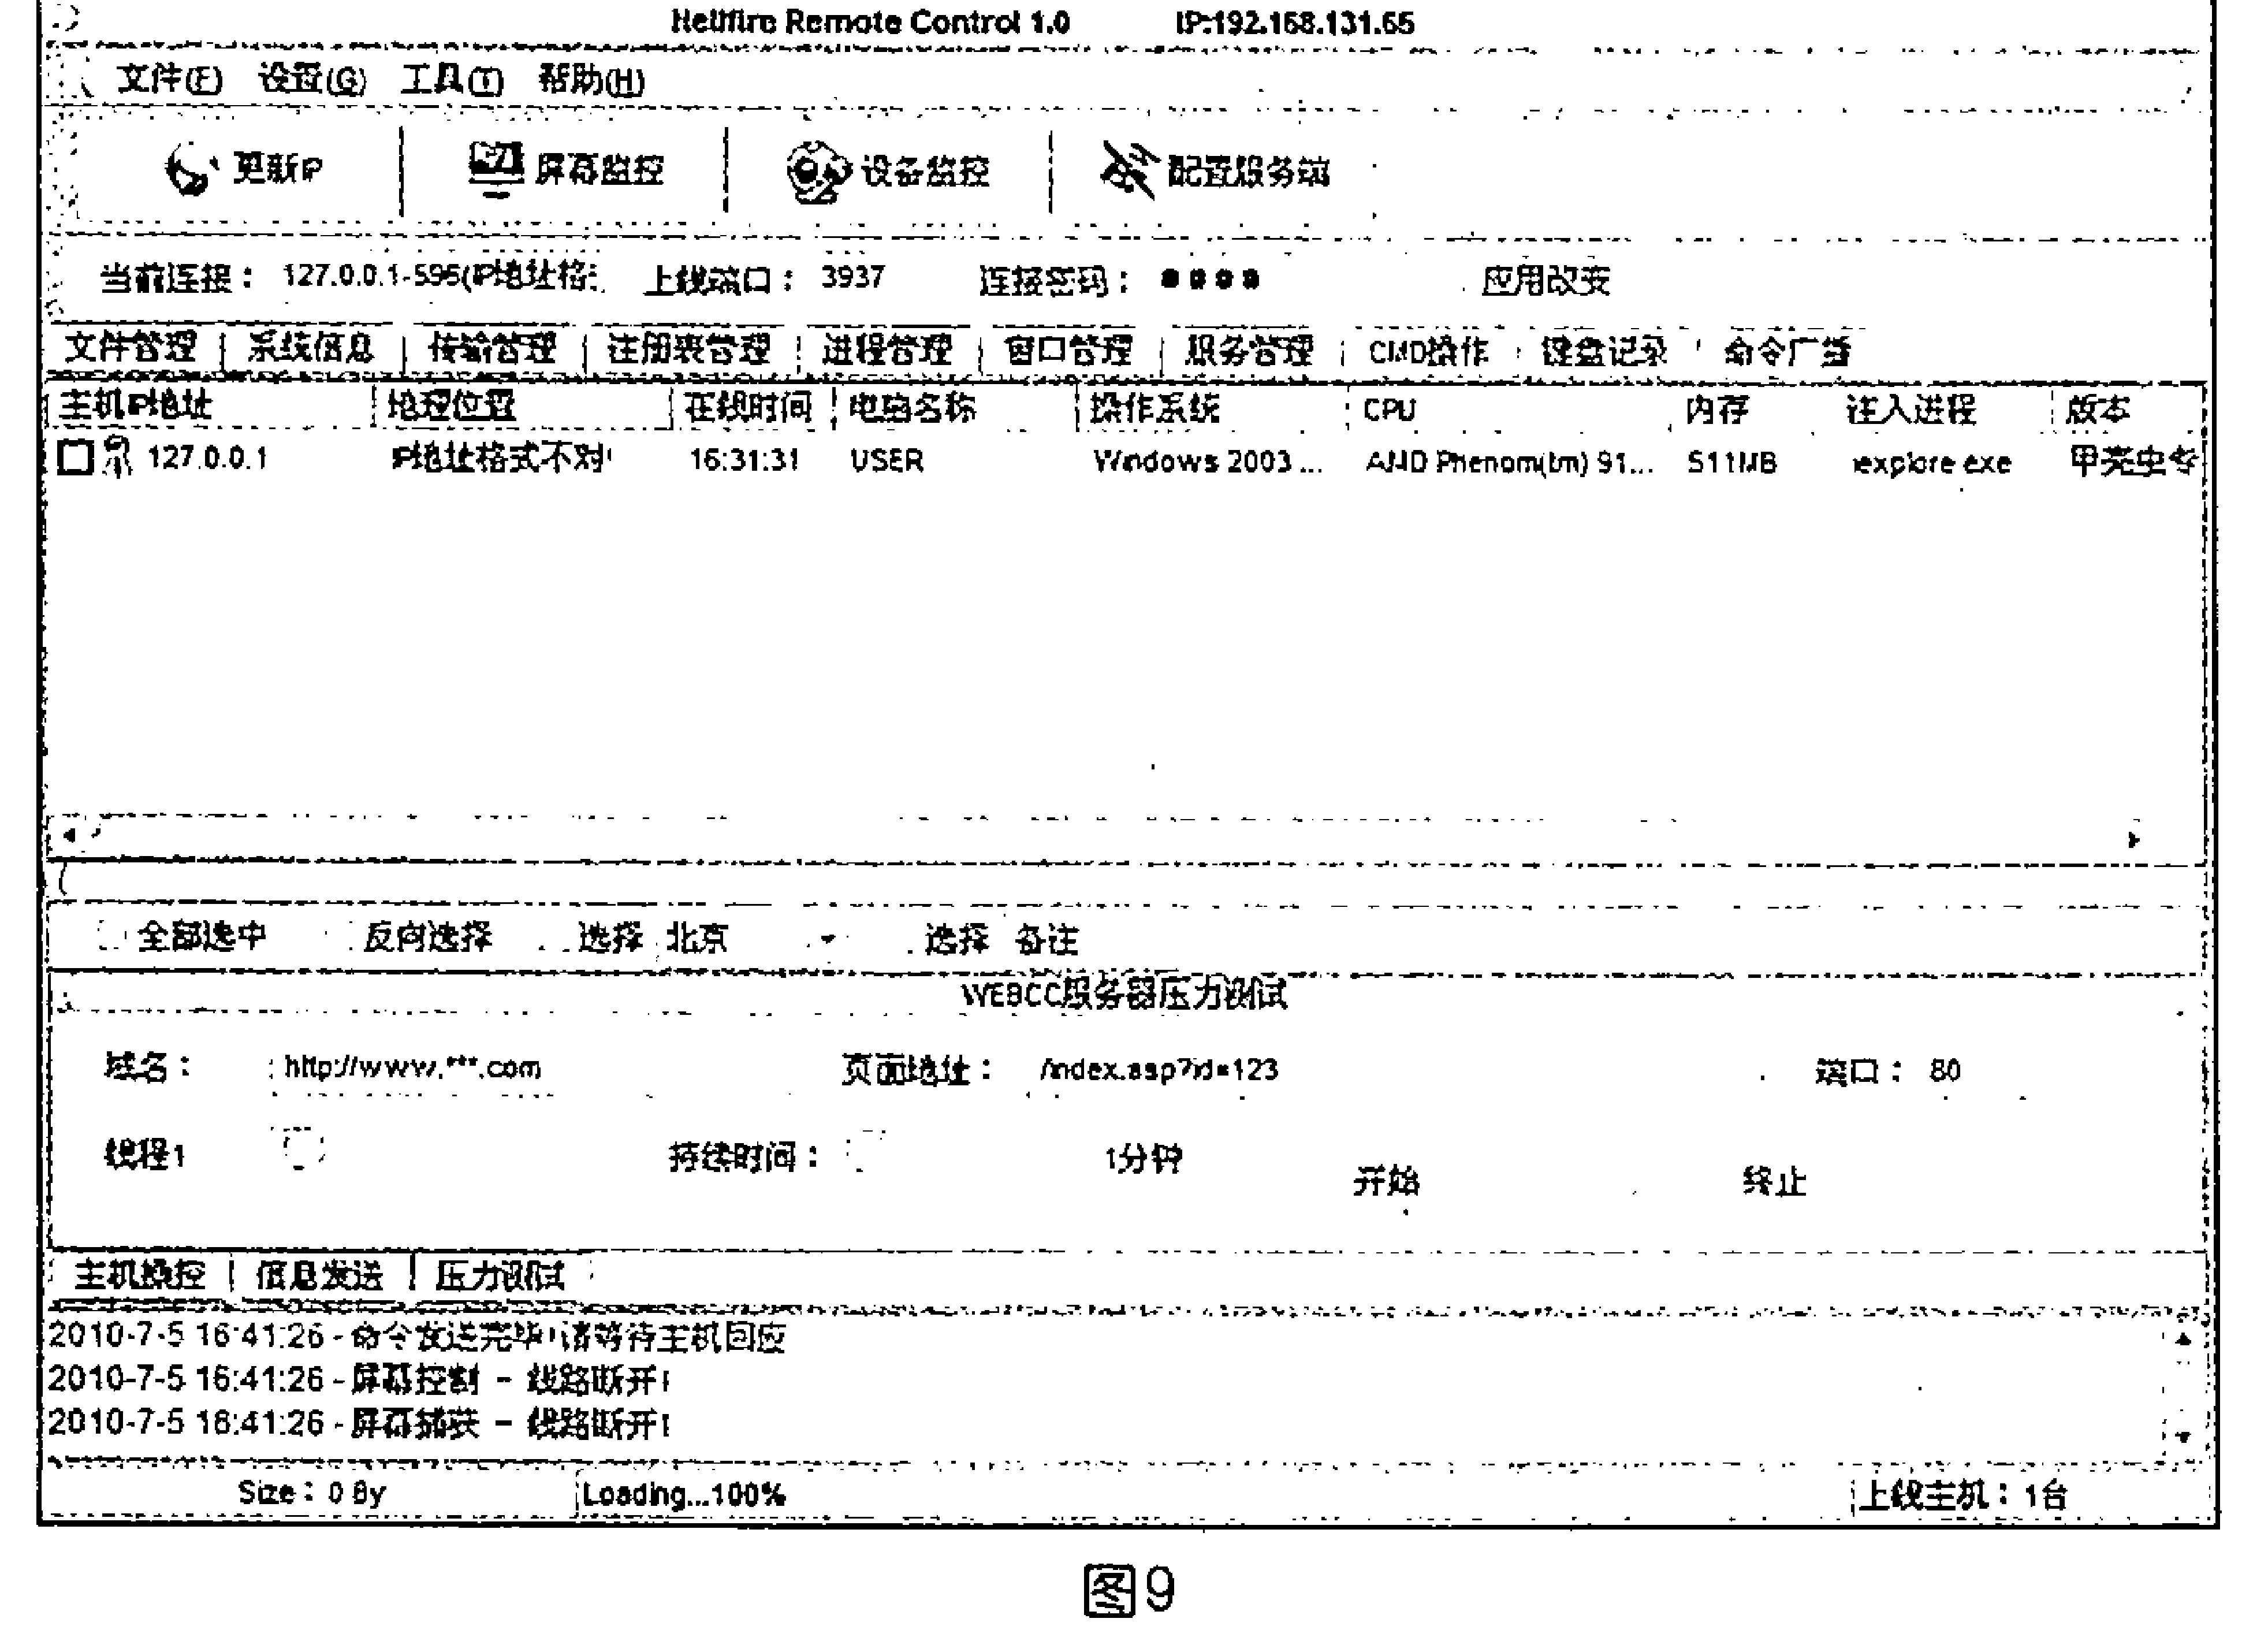 Hellfire Remote Control 1.0 IP:192.168.131.65
文件(F) 设置(G) 工具(T) 帮助(H)
更新IP 屏幕监控 设备监控 配置服务端
当前连接： 127.0.0.1-595(IP地址格 上线端口： 3937 连接密码： ●●●● 应用改变
文件管理 系统信息 传输管理 注册表管理 进程管理 窗口管理 服务管理 CMD操作 键盘记录 命令广播
主机IP地址 地理位置 在线时间 电脑名称 操作系统 CPU 内存 注入进程 版本
127.0.0.1 IP地址格式不对! 16:31:31 USER Windows 2003 ... AMD Phenom(tm) 91... 511MB iexplore.exe 甲壳虫专
全部选中 反向选择 选择 北京 选择 备注
WEBCC服务器压力测试
域名： http://www.***.com 页面地址： /index.asp?id=123 端口： 80
线程1 持续时间： 1分钟 开始 终止
主机操控 信息发送 压力测试
2010-7-5 16:41:26 - 命令发送完毕!请等待主机回应
2010-7-5 16:41:26 - 屏幕控制 - 线路断开!
2010-7-5 16:41:26 - 屏幕捕获 - 线路断开!
Size：0 By Loading...100% 上线主机：1台
图9